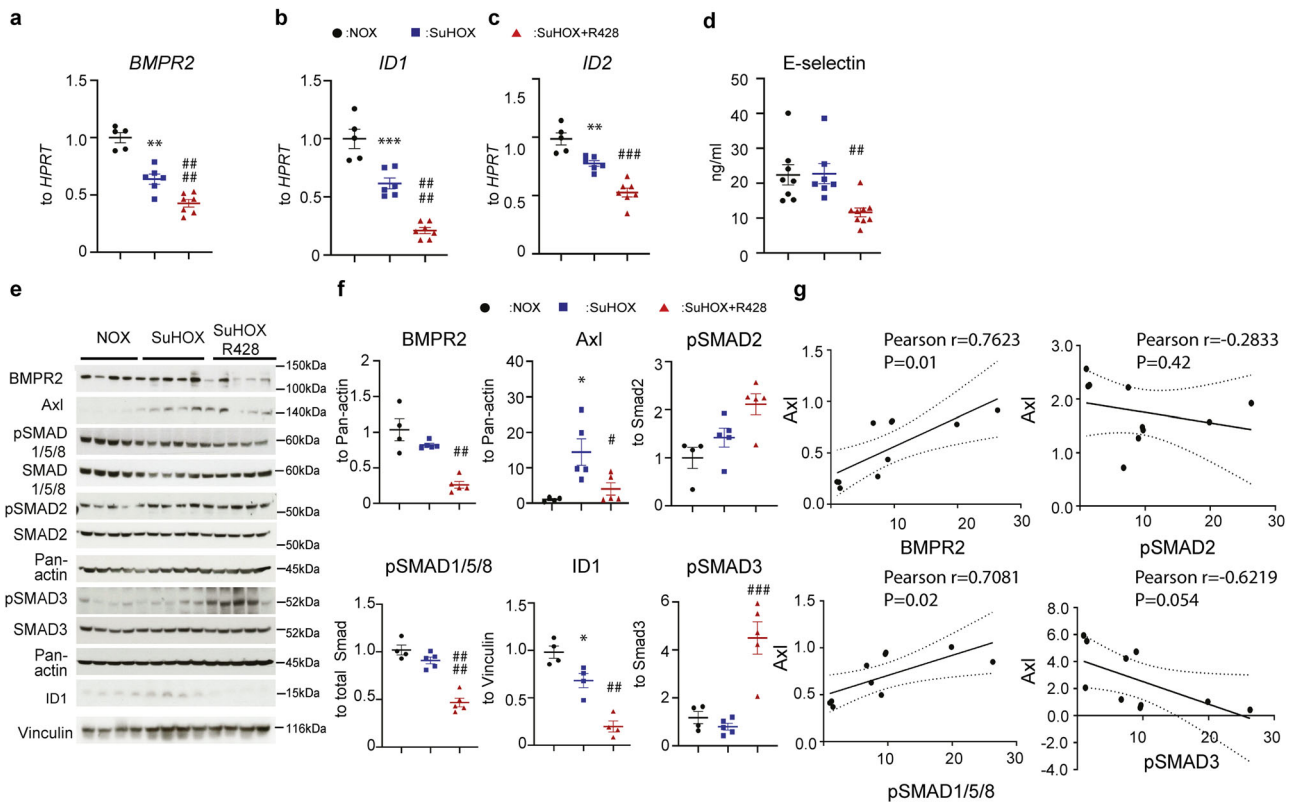 a
b
c
d
:NOX :SuHOX :SuHOX+R428
BMPR2
to HPRT
1.5
1.0
0.5
0
**
##
##
ID1
to HPRT
1.5
1.0
0.5
0
***
##
##
ID2
to HPRT
1.5
1.0
0.5
0
**
###
E-selectin
ng/ml
50
40
30
20
10
0
##
e
NOX SuHOX SuHOX
R428
BMPR2
150kDa
100kDa
Axl
140kDa
pSMAD
1/5/8
60kDa
SMAD
1/5/8
60kDa
pSMAD2
50kDa
SMAD2
50kDa
Pan-
actin
45kDa
pSMAD3
52kDa
SMAD3
52kDa
Pan-
actin
45kDa
ID1
15kDa
Vinculin
116kDa
f
:NOX :SuHOX :SuHOX+R428
BMPR2
to Pan-actin
2
1.5
1
0.5
0
##
Axl
to Pan-actin
40
30
20
10
0
*
#
pSMAD2
to Smad2
3
2
1
0
pSMAD1/5/8
to total Smad
1.5
1.0
0.5
0
##
##
ID1
to Vinculin
1.5
1.0
0.5
0
*
##
pSMAD3
to Smad3
6
4
2
0
###
g
Pearson r=0.7623
P=0.01
Axl
1.5
1.0
0.5
0.0
10 20 30
BMPR2
Pearson r=-0.2833
P=0.42
Axl
3.0
2.0
1.0
0.0
10 20 30
pSMAD2
Pearson r=0.7081
P=0.02
Axl
1.5
1.0
0.5
0.0
10 20 30
pSMAD1/5/8
Pearson r=-0.6219
P=0.054
Axl
8.0
6.0
4.0
2.0
0.0
-2.0
-4.0
10 20 30
pSMAD3